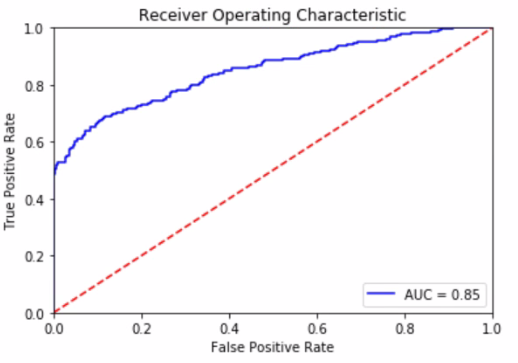 Receiver Operating Characteristic
1.0
0.8
0.6
0.4
0.2
0.0
True Positive Rate
AUC = 0.85
0.0 0.2 0.4 0.6 0.8 1.0
False Positive Rate